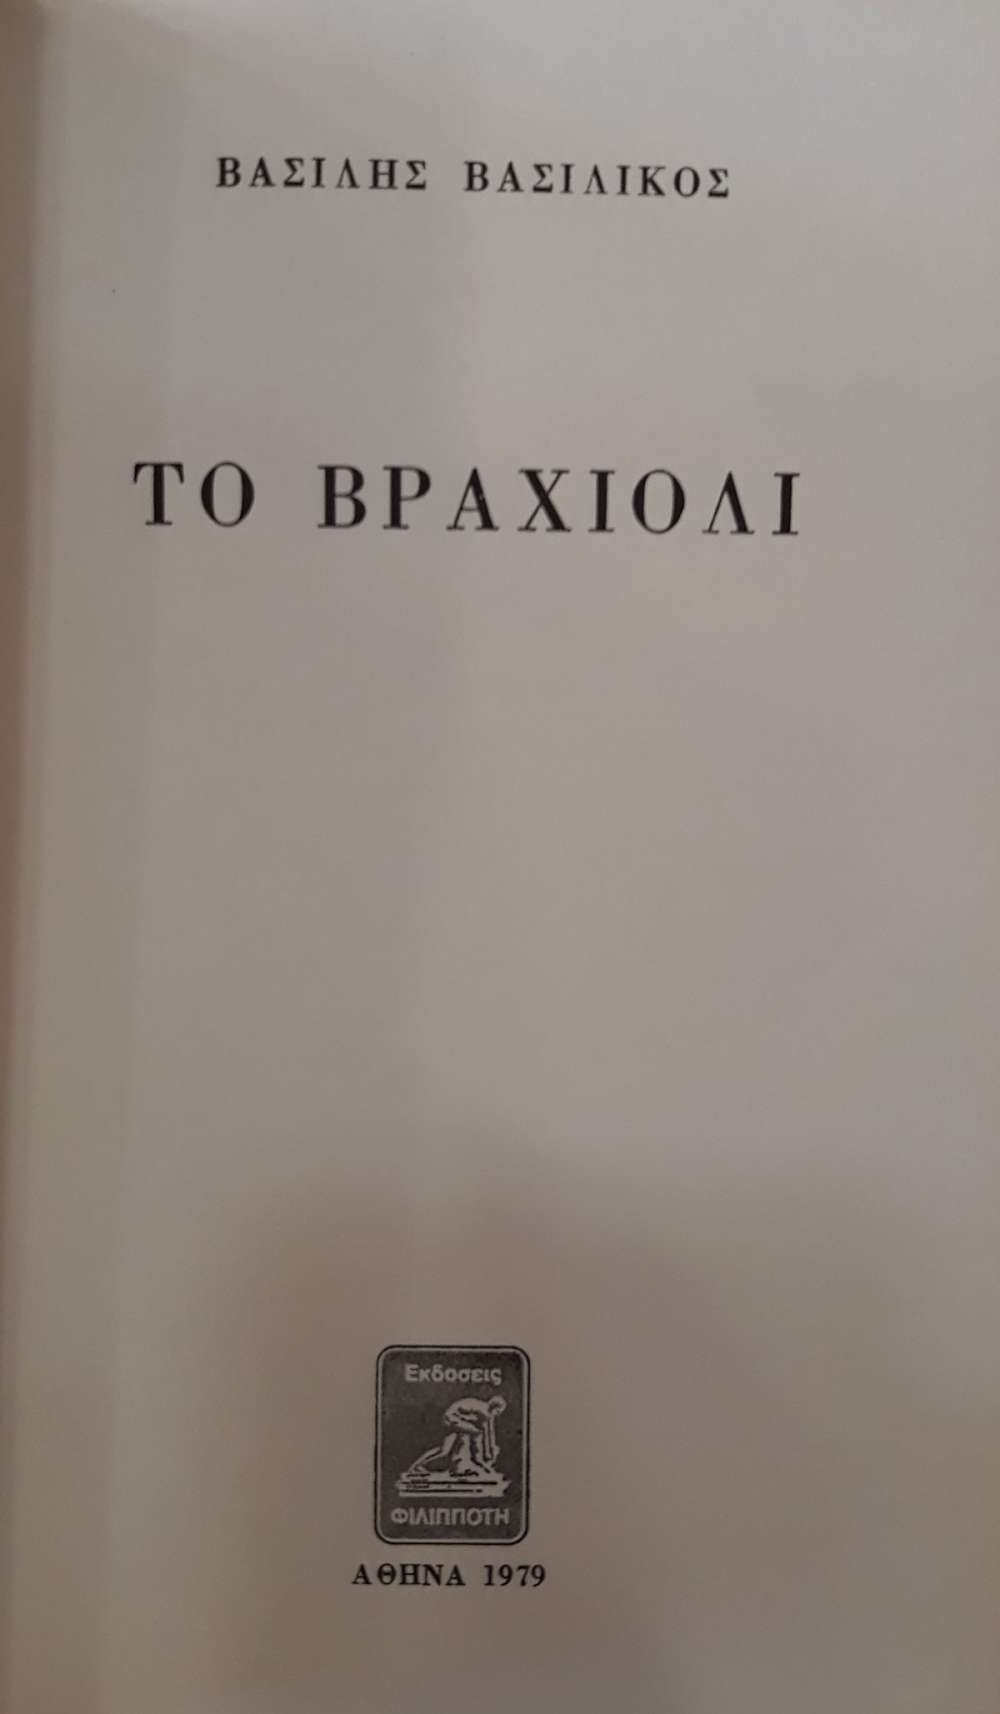 ΒΑΣΙΛΗΣ ΒΑΣΙΛΙΚΟΣ
ΤΟ ΒΡΑΧΙΟΛΙ
Εκδοσεις
ΦΙΛΙΠΠΟΤΗ
ΑΘΗΝΑ 1979